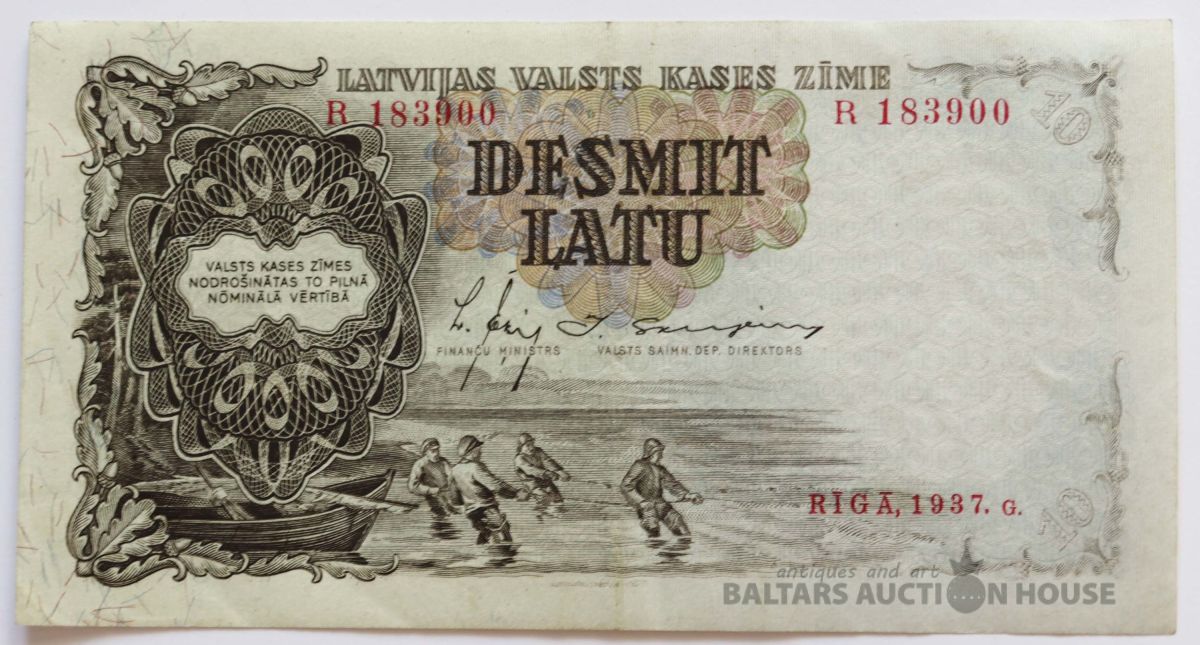 LATVIJAS VALSTS KASES ZĪME
R 183900 R 183900
DESMIT
LATU
VALSTS KASES ZĪMES
NODROŠINĀTAS TO PILNĀ
NŌMINĀLĀ VĒRTĪBĀ
FINANČU MINISTRS VALSTS SAIMN. DEP. DIREKTORS
RĪGĀ, 1937. G.
10
10
antiques and art
BALTARS AUCTION HOUSE